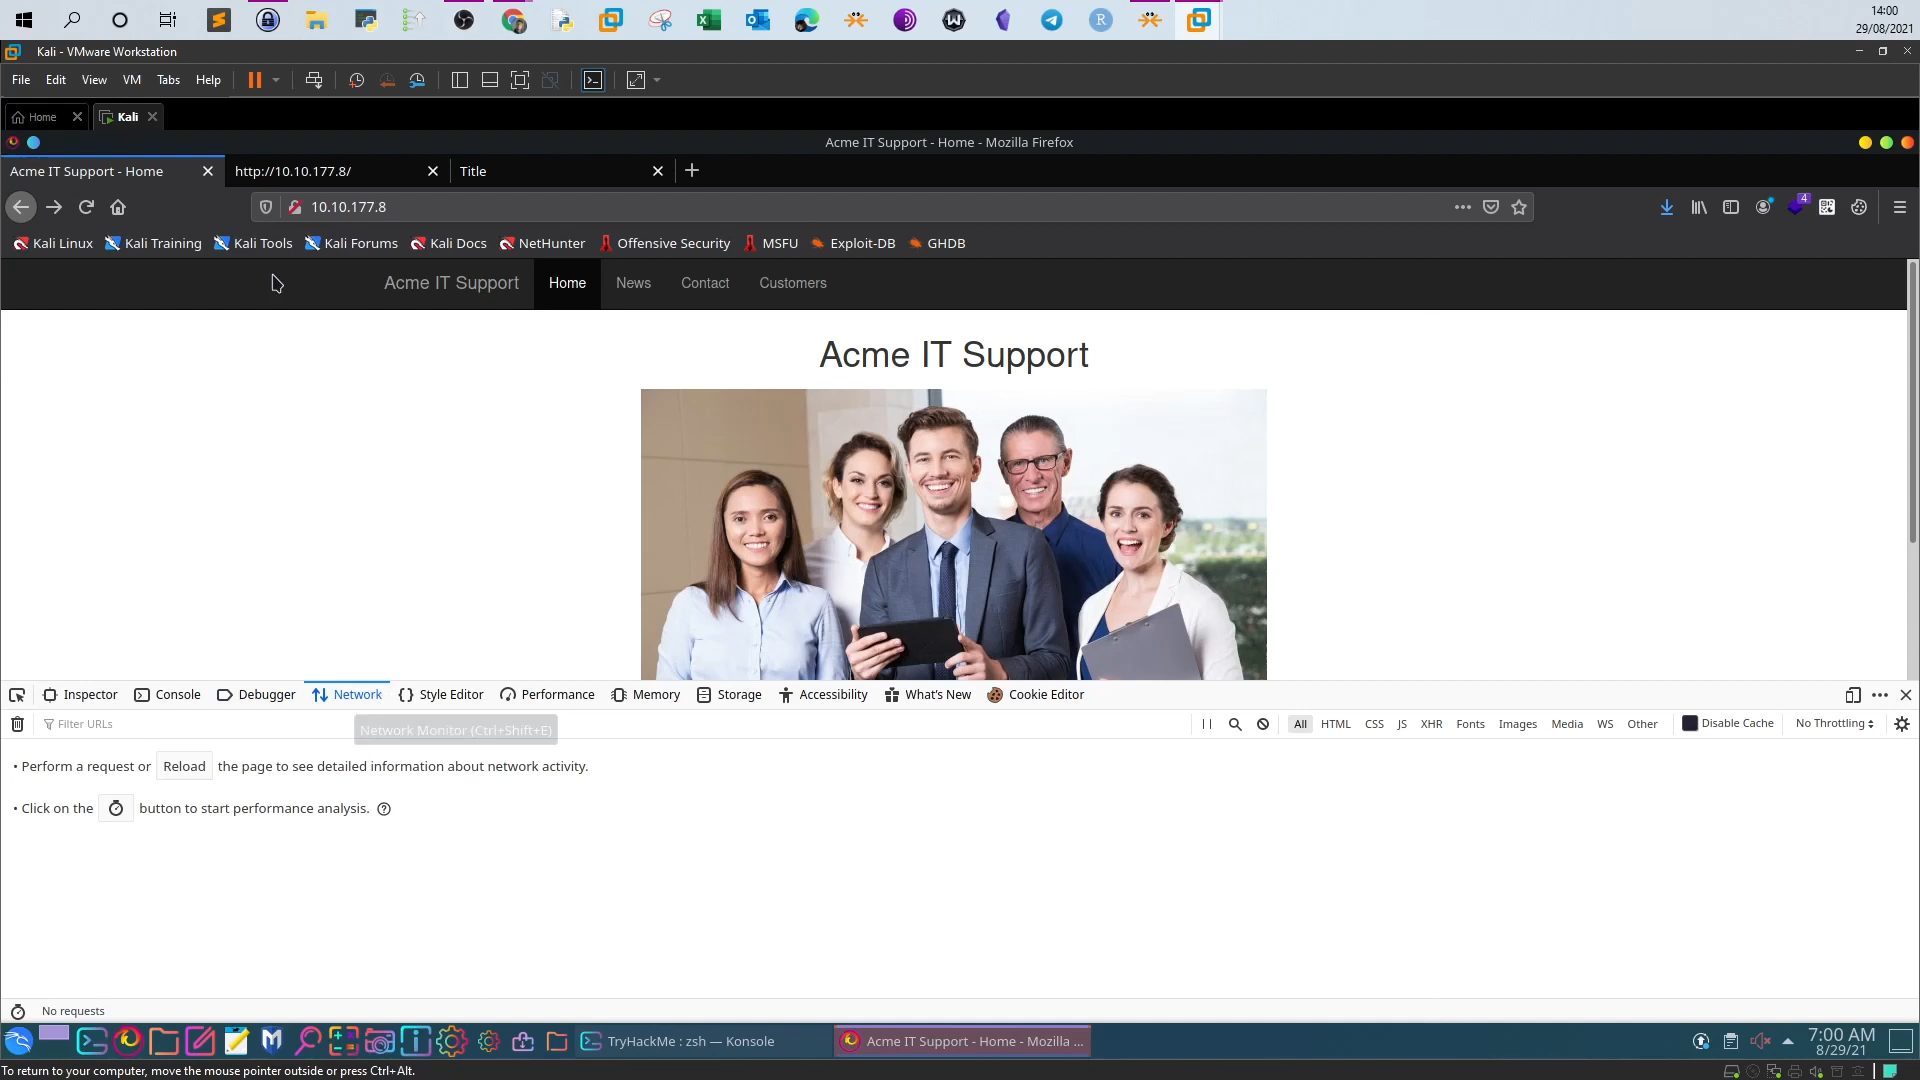 14:00
29/08/2021
Kali - VMware Workstation
File Edit View VM Tabs Help
Home Kali
Acme IT Support - Home - Mozilla Firefox
Acme IT Support - Home http://10.10.177.8/ Title
10.10.177.8 4
Kali Linux Kali Training Kali Tools Kali Forums Kali Docs NetHunter Offensive Security MSFU Exploit-DB GHDB
Acme IT Support Home News Contact Customers
Acme IT Support
Inspector Console Debugger Network Style Editor Performance Memory Storage Accessibility What's New Cookie Editor
Filter URLs All HTML CSS JS XHR Fonts Images Media WS Other Disable Cache No Throttling
Network Monitor (Ctrl+Shift+E)
• Perform a request or Reload the page to see detailed information about network activity.
• Click on the button to start performance analysis.
No requests
TryHackMe : zsh — Konsole Acme IT Support - Home - Mozilla ... 7:00 AM
8/29/21
To return to your computer, move the mouse pointer outside or press Ctrl+Alt.